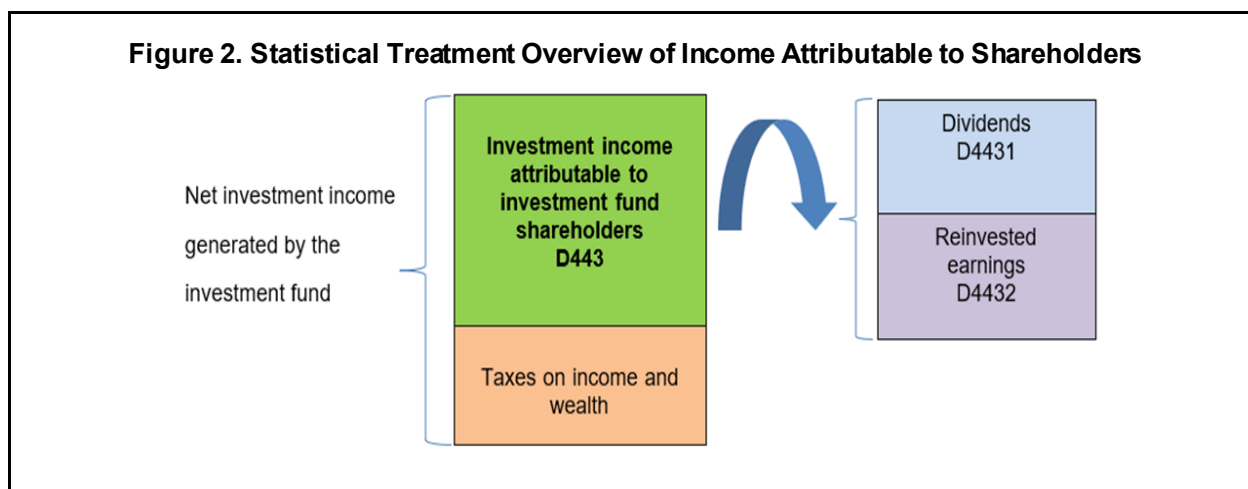 Figure 2. Statistical Treatment Overview of Income Attributable to Shareholders
Net investment income
generated by the
investment fund
Investment income
attributable to
investment fund
shareholders
D443
Taxes on income and
wealth
Dividends
D4431
Reinvested
earnings
D4432